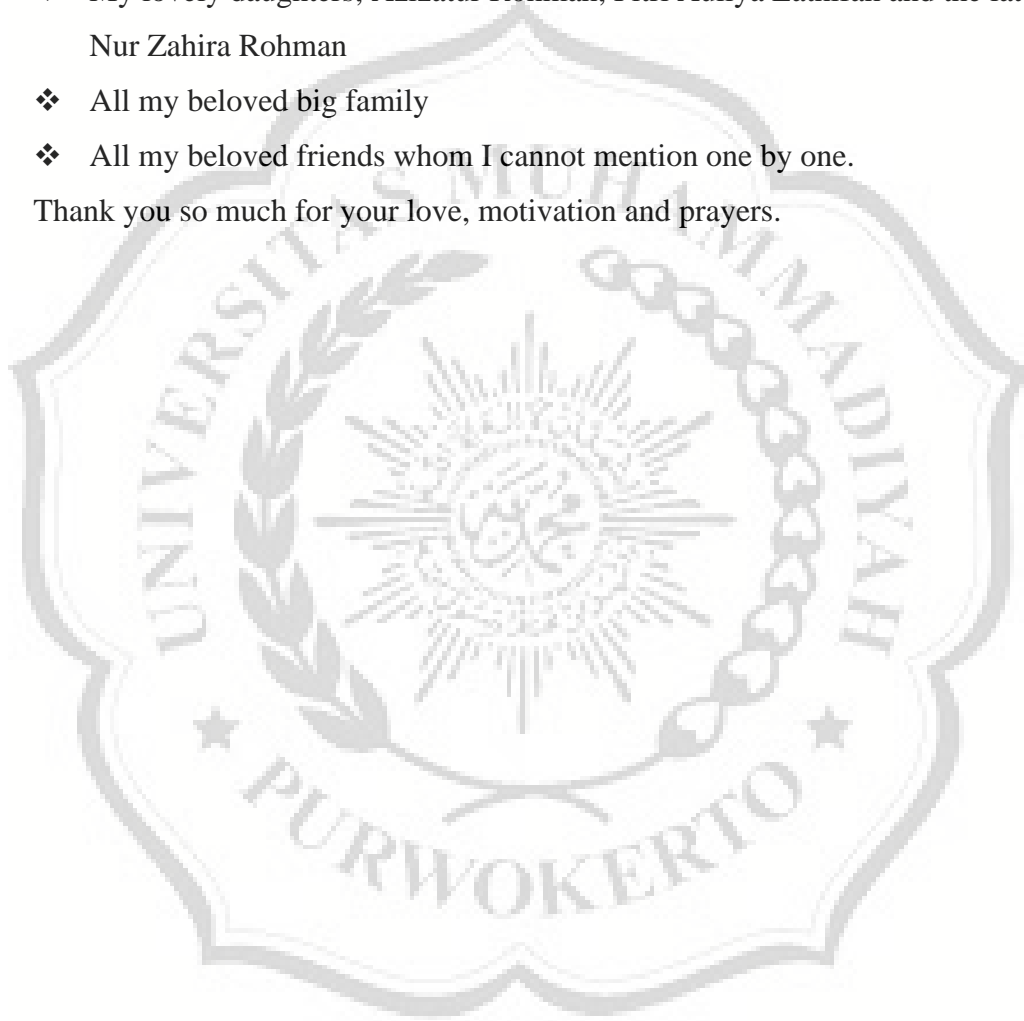 Nur Zahira Rohman
❖ All my beloved big family
❖ All my beloved friends whom I cannot mention one by one.
Thank you so much for your love, motivation and prayers.
UNIVERSITAS MUHAMMADIYAH
PURWOKERTO